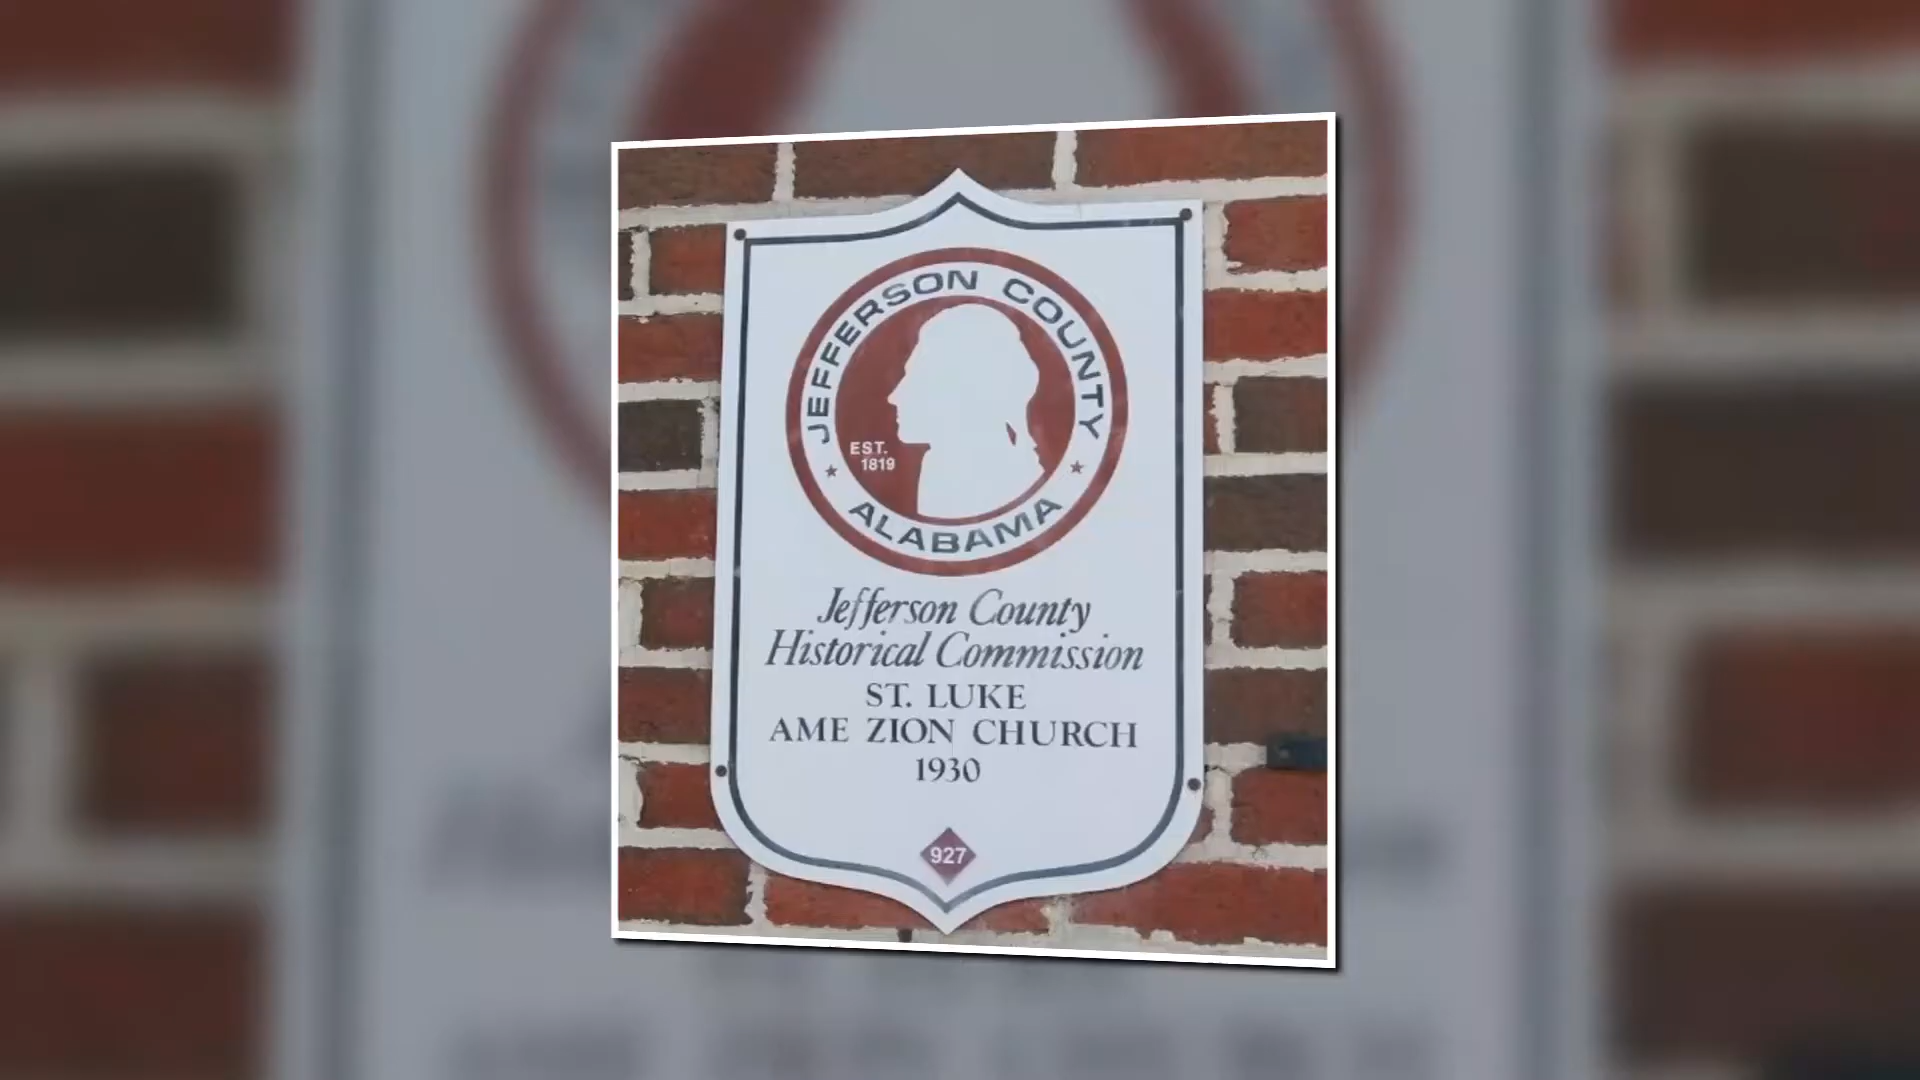 JEFFERSON COUNTY
EST.
1819
ALABAMA
Jefferson County
Historical Commission
ST. LUKE
AME ZION CHURCH
1930
927